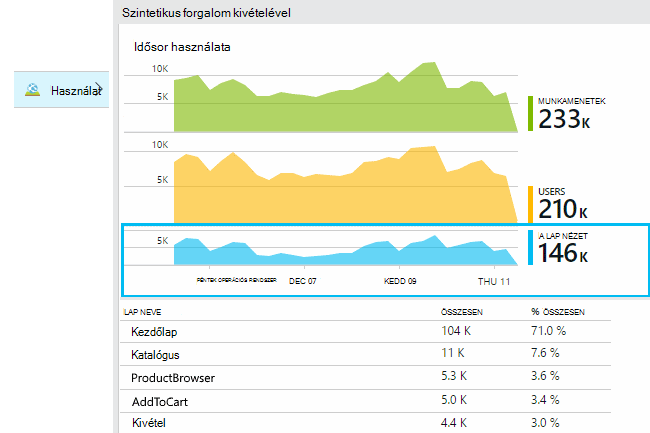 Szintetikus forgalom kivételével
Használat
Idősor használata
10K
5K
MUNKAMENETEK
233K
10K
5K
USERS
210K
5K
A LAP NÉZET
146K
PÉNTEK OPERÁCIÓS RENDSZER DEC 07 KEDD 09 THU 11
LAP NEVE ÖSSZESEN % ÖSSZESEN
Kezdőlap 104 K 71.0 %
Katalógus 11 K 7.6 %
ProductBrowser 5.3 K 3.6 %
AddToCart 5.0 K 3.4 %
Kivétel 4.4 K 3.0 %